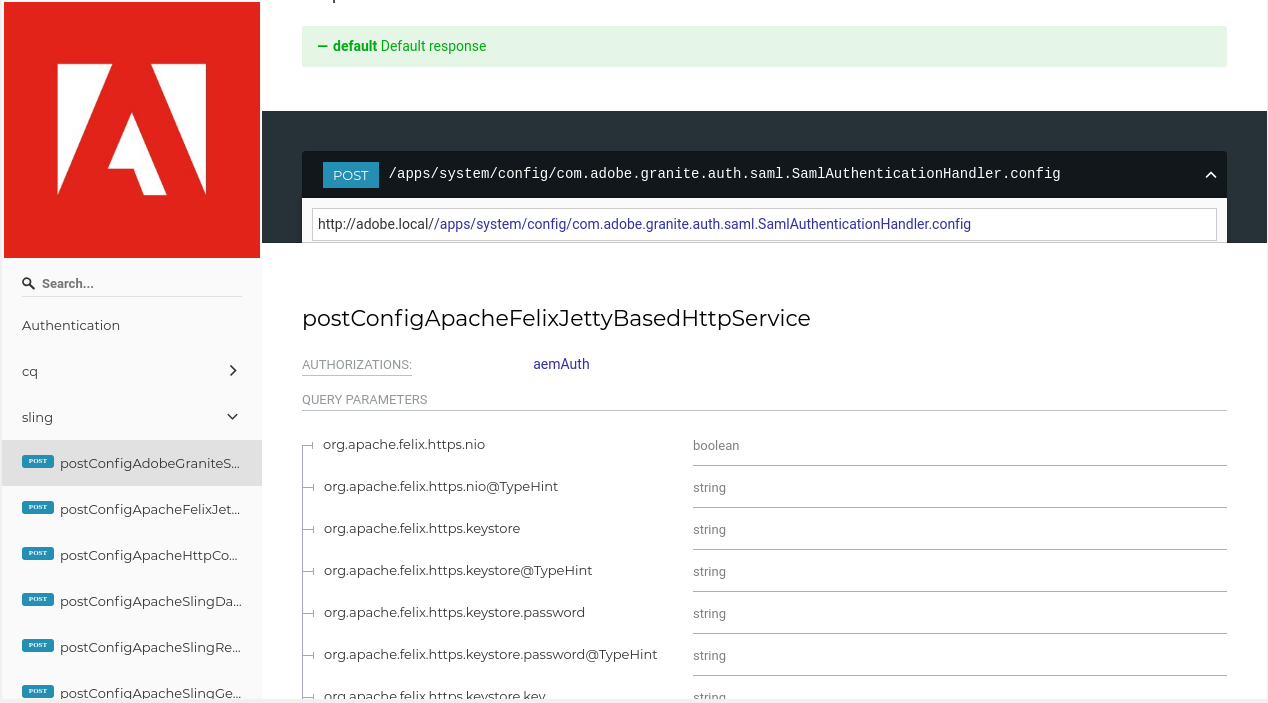 Search...
Authentication
cq
sling
POST postConfigAdobeGraniteS...
POST postConfigApacheFelixJet...
POST postConfigApacheHttpCo...
POST postConfigApacheSlingDa...
POST postConfigApacheSlingRe...
POST postConfigApacheSlingGe...
— default Default response
POST /apps/system/config/com.adobe.granite.auth.saml.SamlAuthenticationHandler.config
http://adobe.local//apps/system/config/com.adobe.granite.auth.saml.SamlAuthenticationHandler.config
postConfigApacheFelixJettyBasedHttpService
AUTHORIZATIONS: aemAuth
QUERY PARAMETERS
org.apache.felix.https.nio boolean
org.apache.felix.https.nio@TypeHint string
org.apache.felix.https.keystore string
org.apache.felix.https.keystore@TypeHint string
org.apache.felix.https.keystore.password string
org.apache.felix.https.keystore.password@TypeHint string
org.apache.felix.https.keystore.key string